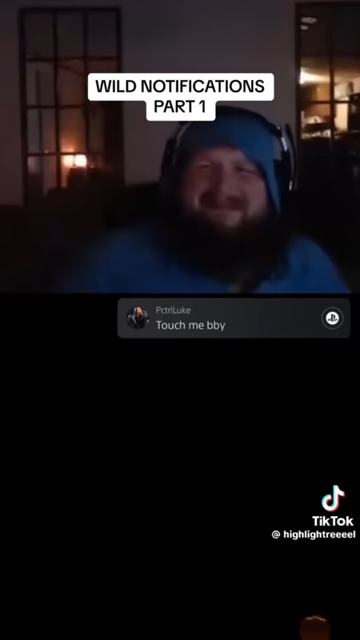 WILD NOTIFICATIONS
PART 1
PctrlLuke
Touch me bby
TikTok
@ highlightreeeel